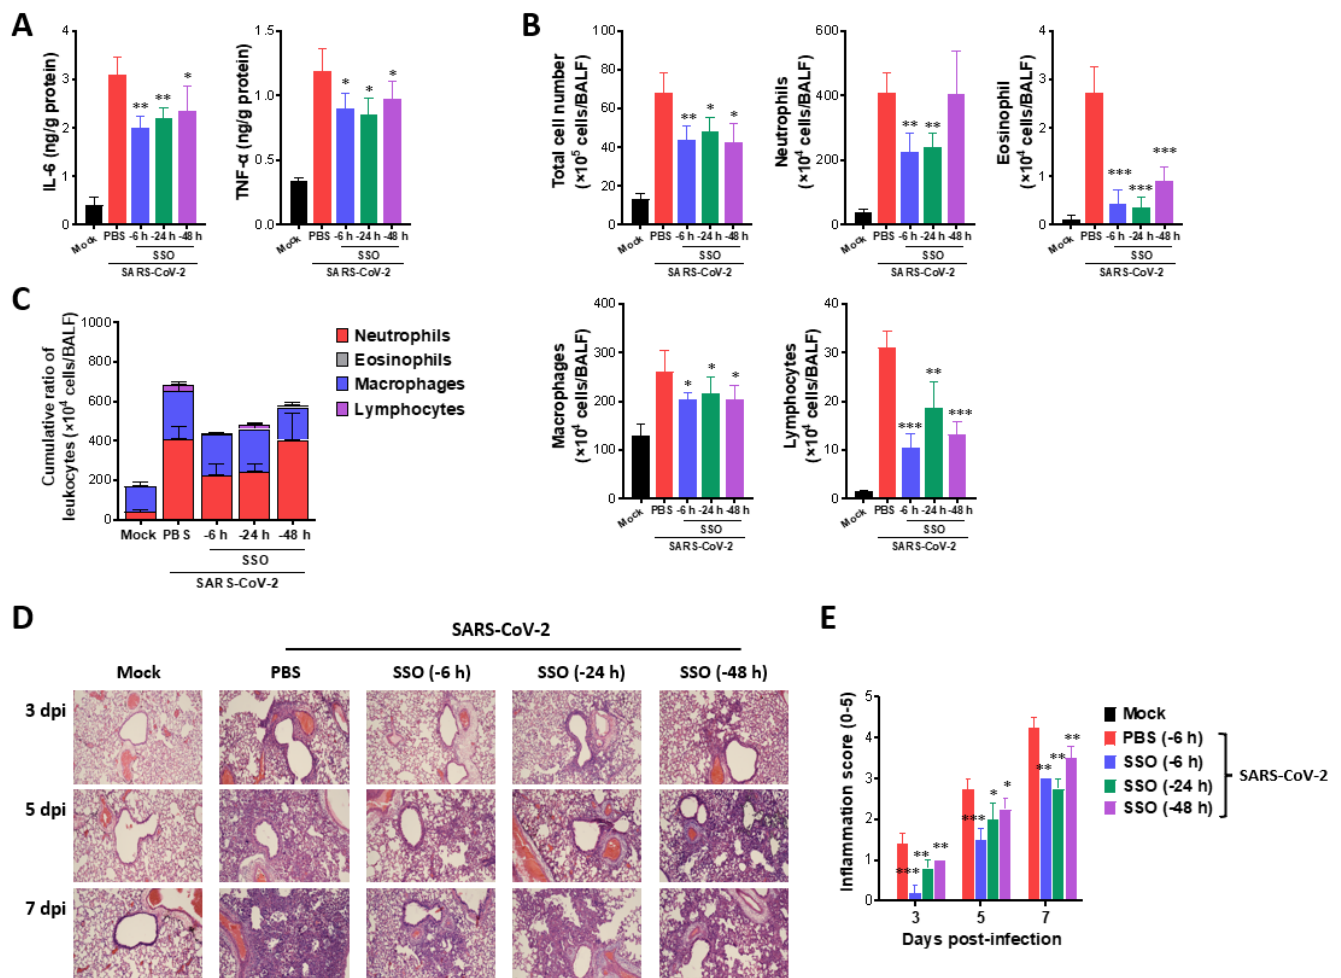 A
IL-6 (ng/g protein)
4
3
2
1
0
**
**
*
Mock
PBS -6 h -24 h -48 h
SSO
SARS-CoV-2
TNF-α (ng/g protein)
1.5
1.0
0.5
0.0
*
*
*
Mock
PBS -6 h -24 h -48 h
SSO
SARS-CoV-2
B
Total cell number
(×10⁵ cells/BALF)
100
80
60
40
20
0
**
*
*
Mock
PBS -6 h -24 h -48 h
SSO
SARS-CoV-2
Neutrophils
(×10⁴ cells/BALF)
600
400
200
0
**
**
Mock
PBS -6 h -24 h -48 h
SSO
SARS-CoV-2
Eosinophil
(×10⁴ cells/BALF)
4
3
2
1
0
***
***
***
Mock
PBS -6 h -24 h -48 h
SSO
SARS-CoV-2
Macrophages
(×10⁴ cells/BALF)
400
300
200
100
0
*
*
*
Mock
PBS -6 h -24 h -48 h
SSO
SARS-CoV-2
Lymphocytes
(×10⁴ cells/BALF)
40
30
20
10
0
***
**
***
Mock
PBS -6 h -24 h -48 h
SSO
SARS-CoV-2
C
Cumulative ratio of
leukocytes (×10⁴ cells/BALF)
1000
800
600
400
200
0
Mock PBS -6 h -24 h -48 h
SSO
SARS-CoV-2
Neutrophils
Eosinophils
Macrophages
Lymphocytes
D
SARS-CoV-2
Mock PBS SSO (-6 h) SSO (-24 h) SSO (-48 h)
3 dpi
5 dpi
7 dpi
E
Inflammation score (0-5)
5
4
3
2
1
0
***
**
**
***
*
*
**
**
**
3 5 7
Days post-infection
Mock
PBS (-6 h)
SSO (-6 h)
SSO (-24 h)
SSO (-48 h)
SARS-CoV-2